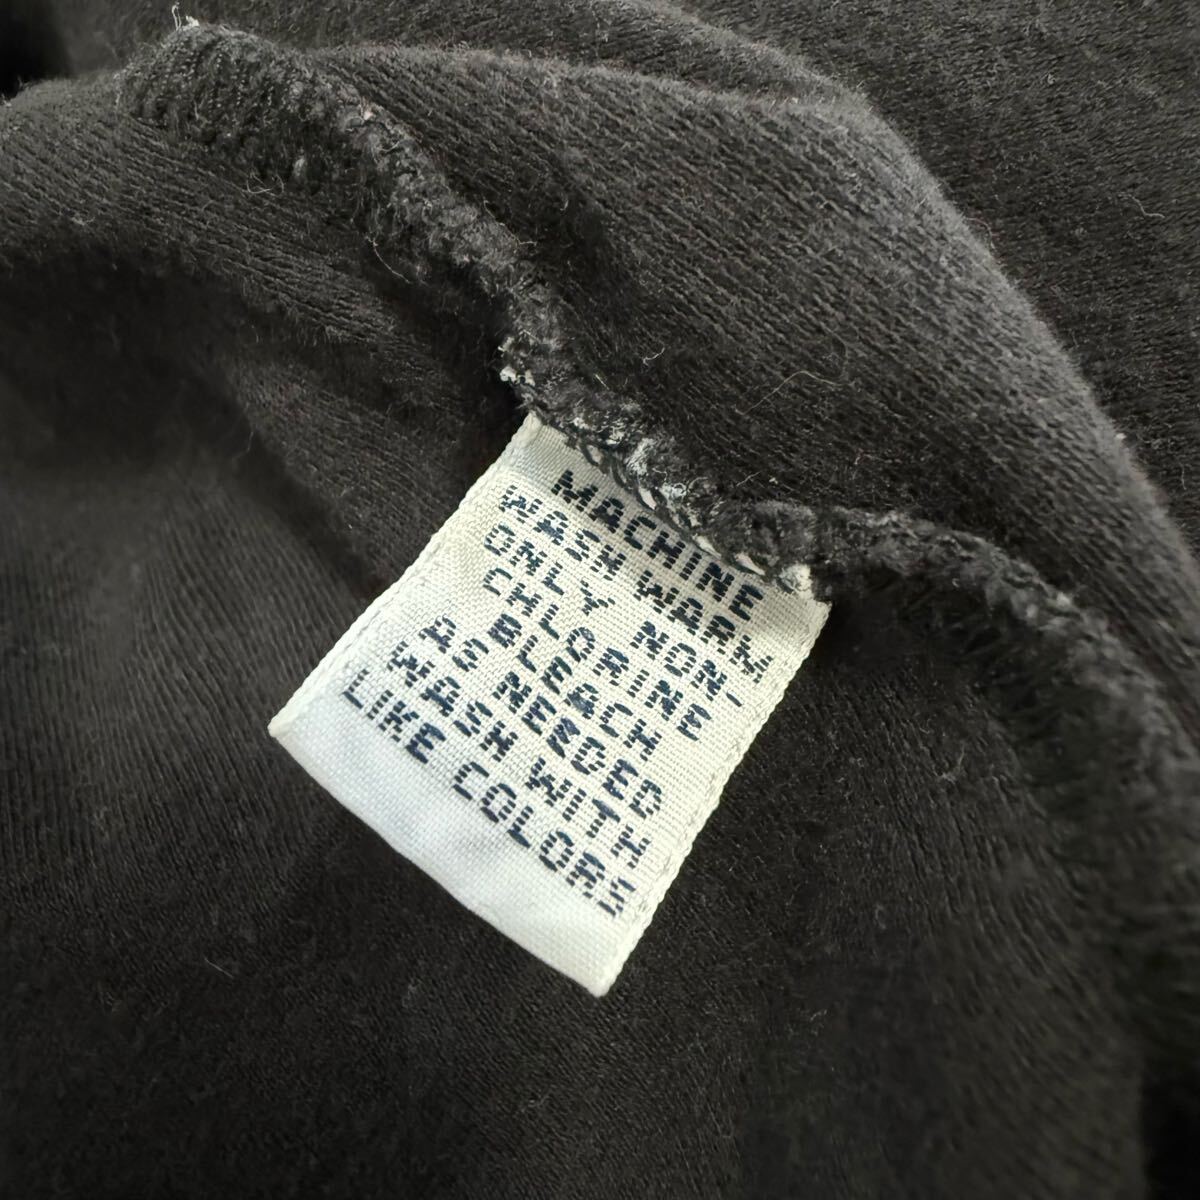 MACHINE
WASH WARM
ONLY NON-
CHLORINE
BLEACH
AS NEEDED
WASH WITH
LIKE COLORS